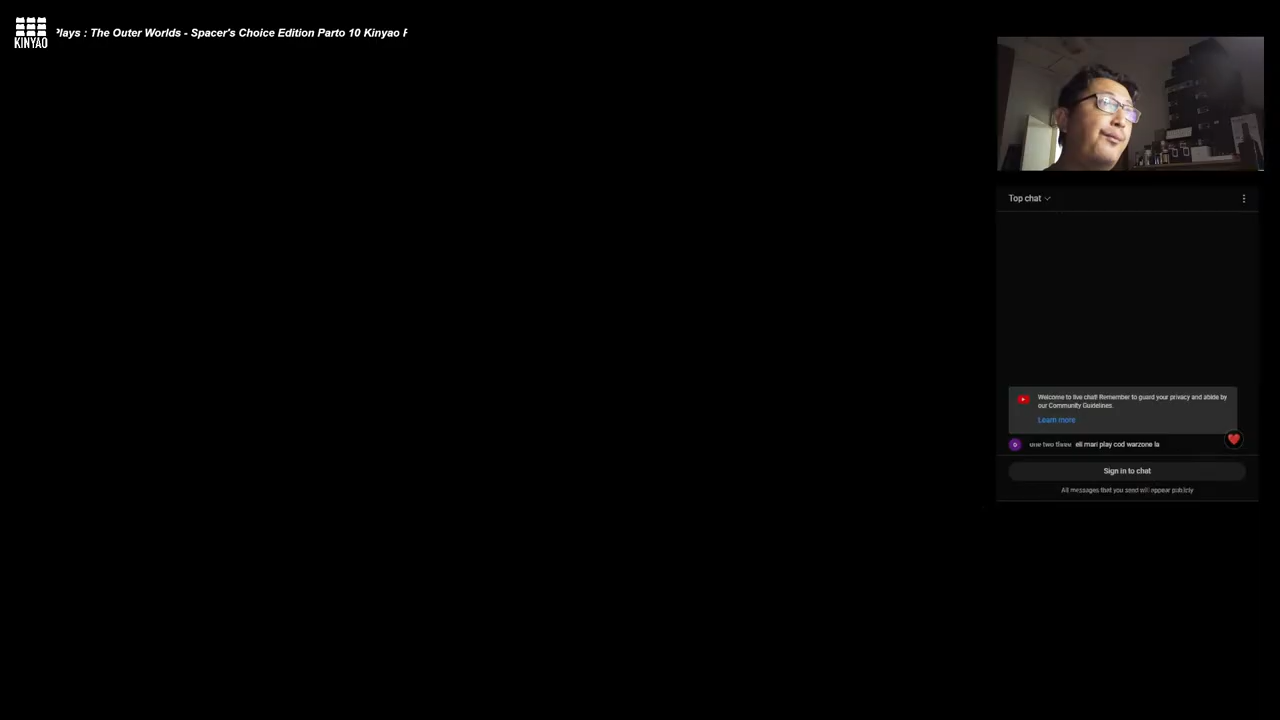 KINYAO
Plays : The Outer Worlds - Spacer's Choice Edition Parto 10 Kinyao P
Top chat
Welcome to live chat! Remember to guard your privacy and abide by
our Community Guidelines.
Learn more
one two three eli mari play cod warzone la
Sign in to chat
All messages that you send will appear publicly